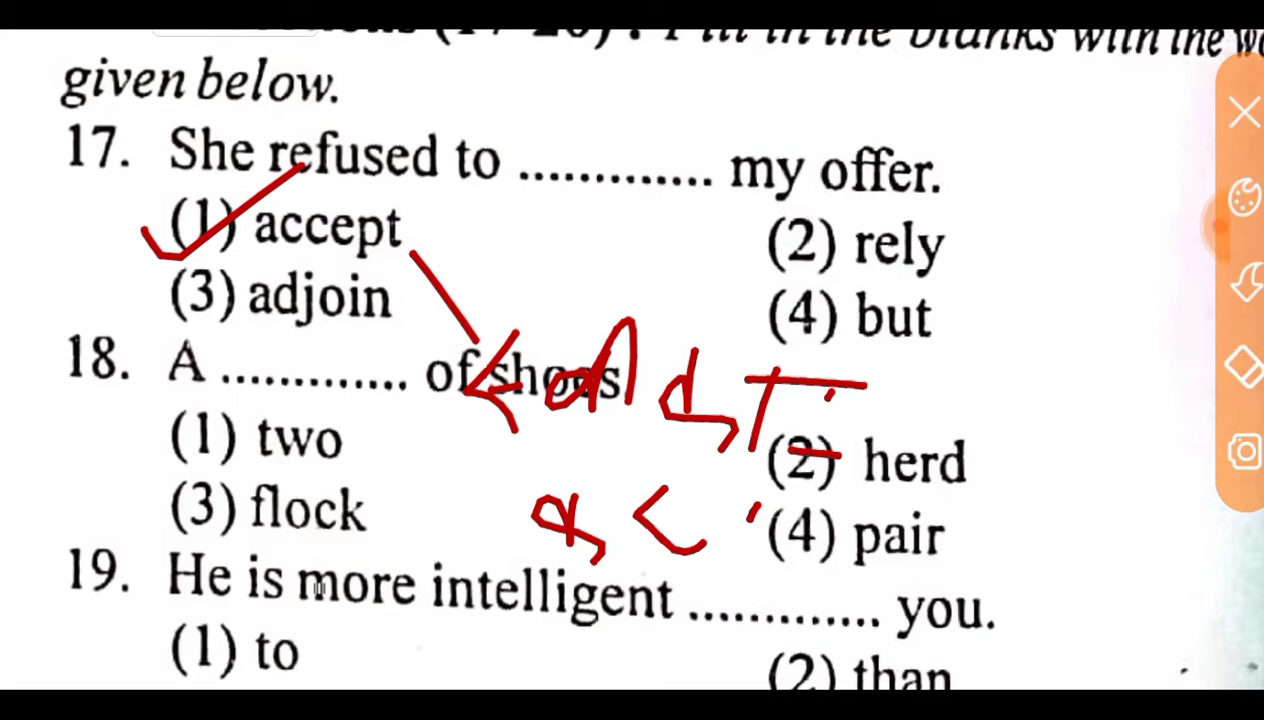 given below.
17. She refused to ............. my offer.
(1) accept (2) rely
(3) adjoin (4) but
18. A ............. of shoes
(1) two (2) herd
(3) flock (4) pair
19. He is more intelligent ............. you.
(1) to (2) than